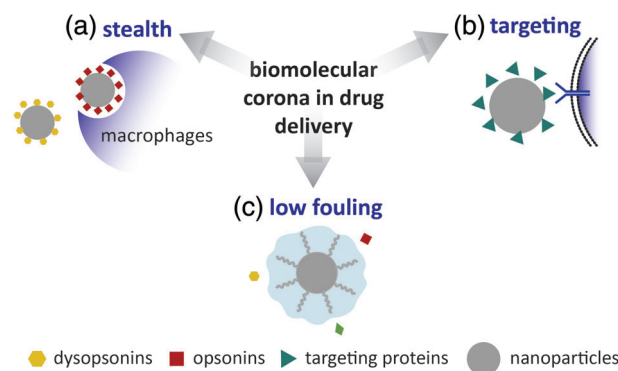 (a) stealth
(b) targeting
biomolecular
corona in drug
delivery
macrophages
(c) low fouling
dysopsonins opsonins targeting proteins nanoparticles